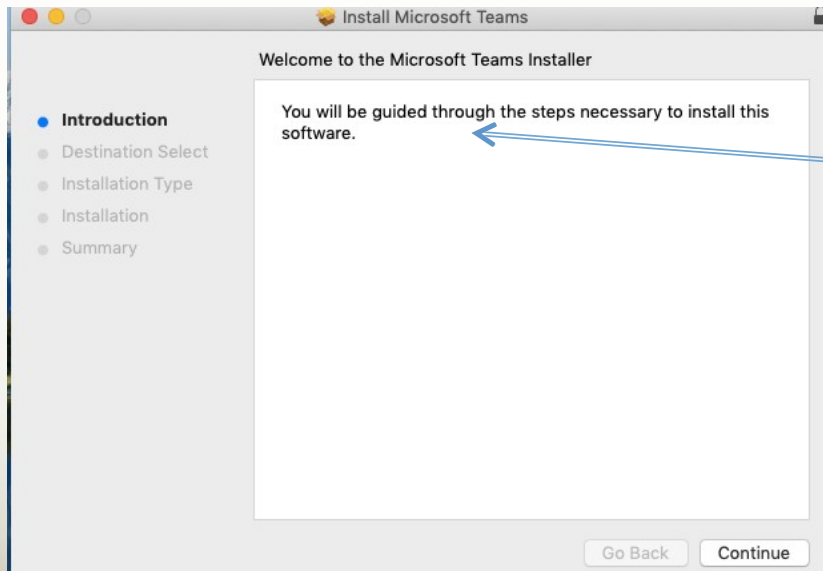 Install Microsoft Teams
Welcome to the Microsoft Teams Installer
Introduction
Destination Select
Installation Type
Installation
Summary
You will be guided through the steps necessary to install this
software.
Go Back
Continue